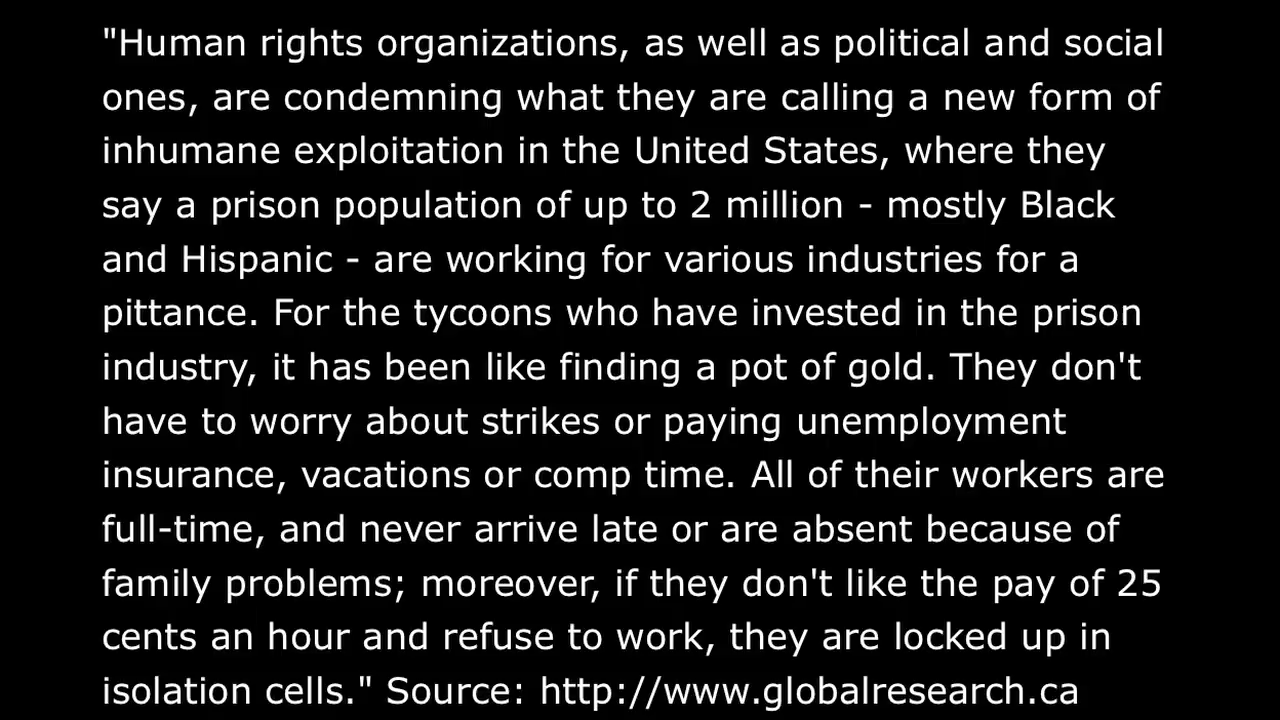 "Human rights organizations, as well as political and social
ones, are condemning what they are calling a new form of
inhumane exploitation in the United States, where they
say a prison population of up to 2 million - mostly Black
and Hispanic - are working for various industries for a
pittance. For the tycoons who have invested in the prison
industry, it has been like finding a pot of gold. They don't
have to worry about strikes or paying unemployment
insurance, vacations or comp time. All of their workers are
full-time, and never arrive late or are absent because of
family problems; moreover, if they don't like the pay of 25
cents an hour and refuse to work, they are locked up in
isolation cells." Source: http://www.globalresearch.ca